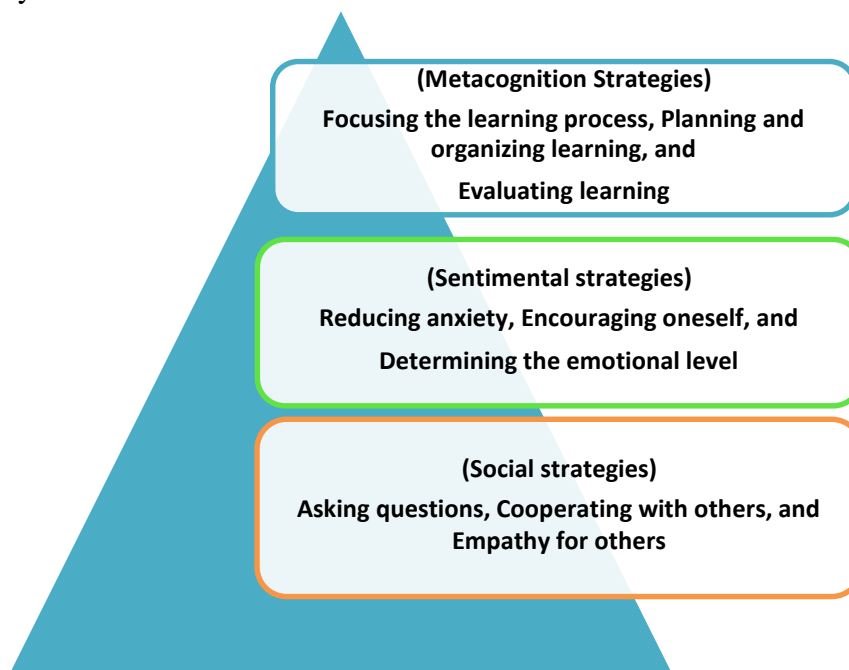 (Metacognition Strategies)
Focusing the learning process, Planning and
organizing learning, and
Evaluating learning
(Sentimental strategies)
Reducing anxiety, Encouraging oneself, and
Determining the emotional level
(Social strategies)
Asking questions, Cooperating with others, and
Empathy for others